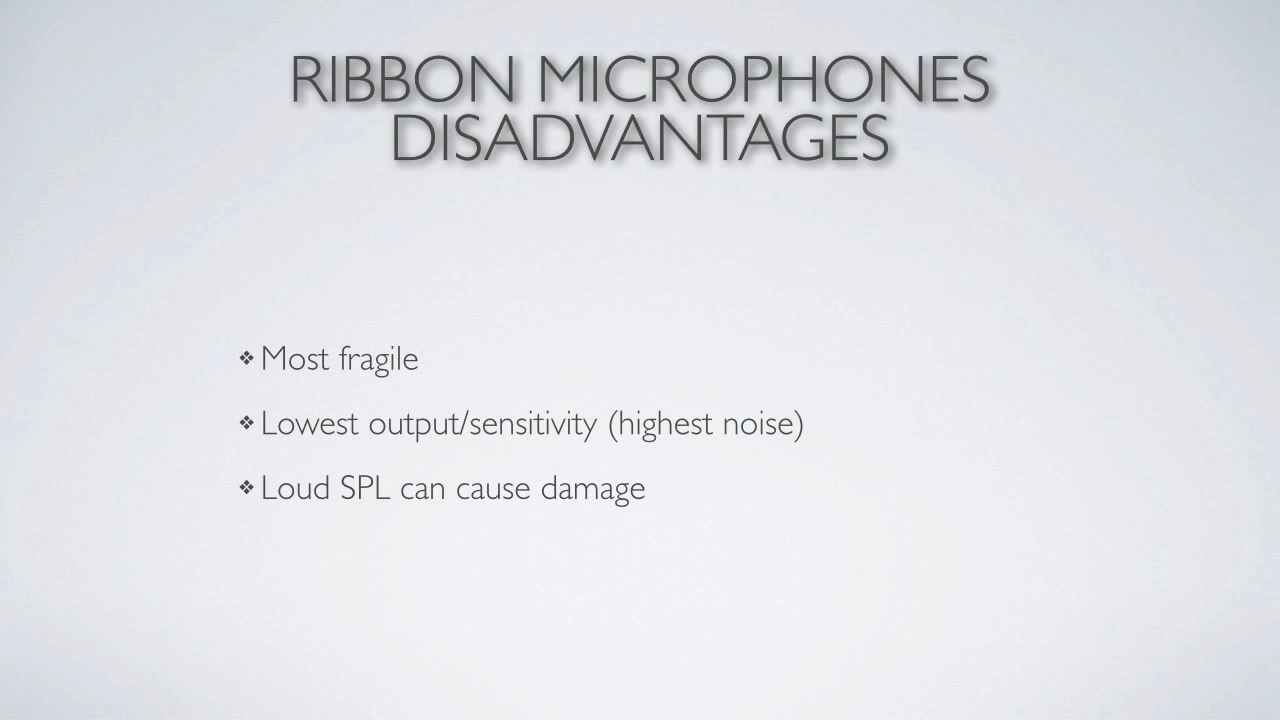 RIBBON MICROPHONES
DISADVANTAGES
❖ Most fragile
❖ Lowest output/sensitivity (highest noise)
❖ Loud SPL can cause damage